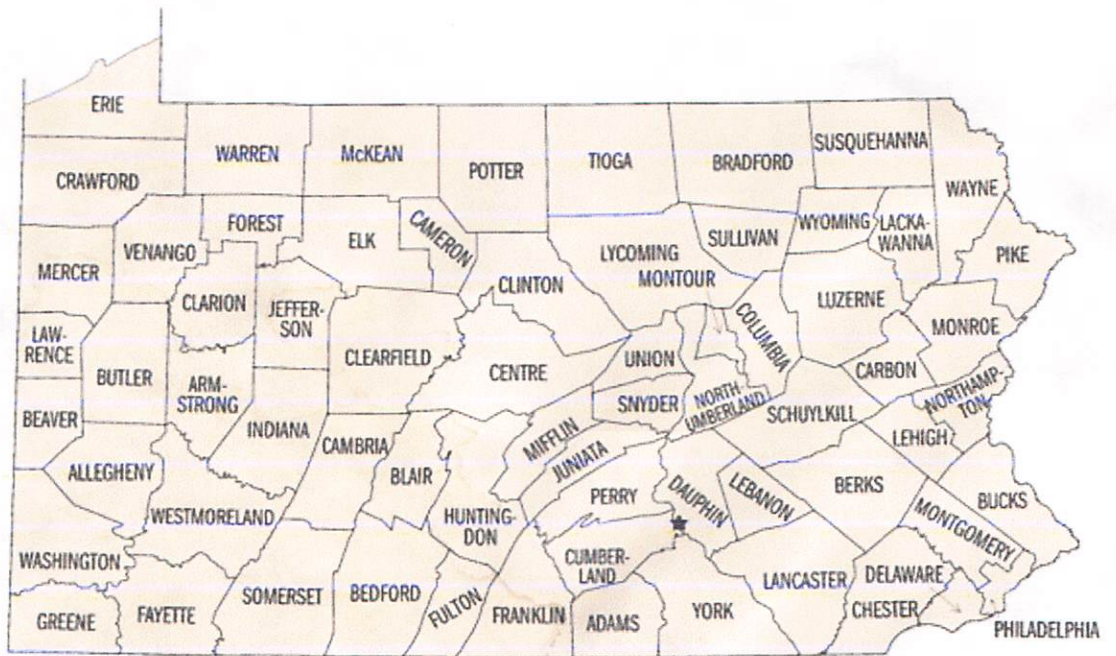 ERIE
WARREN
McKEAN
POTTER
TIOGA
BRADFORD
SUSQUEHANNA
WAYNE
CRAWFORD
FOREST
ELK
CAMERON
SULLIVAN
WYOMING
LACKA-
WANNA
PIKE
MERCER
VENANGO
CLARION
JEFFER-
SON
CLINTON
LYCOMING
MONTOUR
COLUMBIA
LUZERNE
MONROE
LAW-
RENCE
BUTLER
ARM-
STRONG
CLEARFIELD
CENTRE
UNION
SNYDER
NORTH-
UMBERLAND
SCHUYLKILL
CARBON
NORTHAMP-
TON
BEAVER
ALLEGHENY
INDIANA
CAMBRIA
BLAIR
MIFFLIN
JUNIATA
PERRY
DAUPHIN
LEBANON
BERKS
LEHIGH
BUCKS
MONTGOMERY
WASHINGTON
WESTMORELAND
HUNTING-
DON
CUMBER-
LAND
LANCASTER
DELAWARE
CHESTER
GREENE
FAYETTE
SOMERSET
BEDFORD
FULTON
FRANKLIN
ADAMS
YORK
PHILADELPHIA